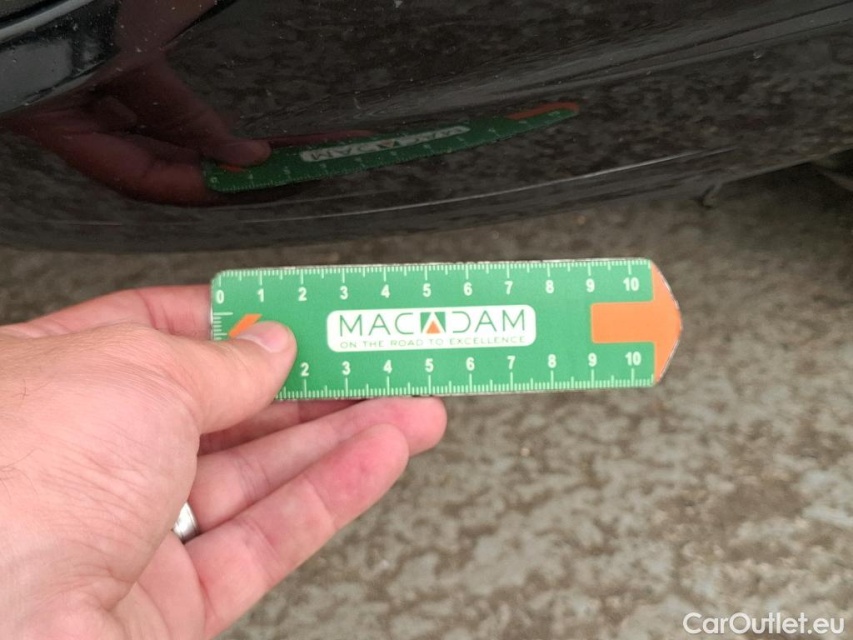 0 1 2 3 4 5 6 7 8 9 10
MACADAM
ON THE ROAD TO EXCELLENCE
2 3 4 5 6 7 8 9 10
CarOutlet.eu